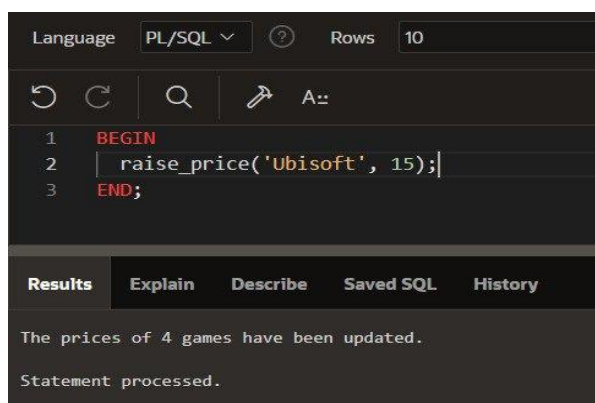 Language PL/SQL ? Rows 10
A::
1 BEGIN
2 raise_price('Ubisoft', 15);
3 END;
Results Explain Describe Saved SQL History
The prices of 4 games have been updated.
Statement processed.